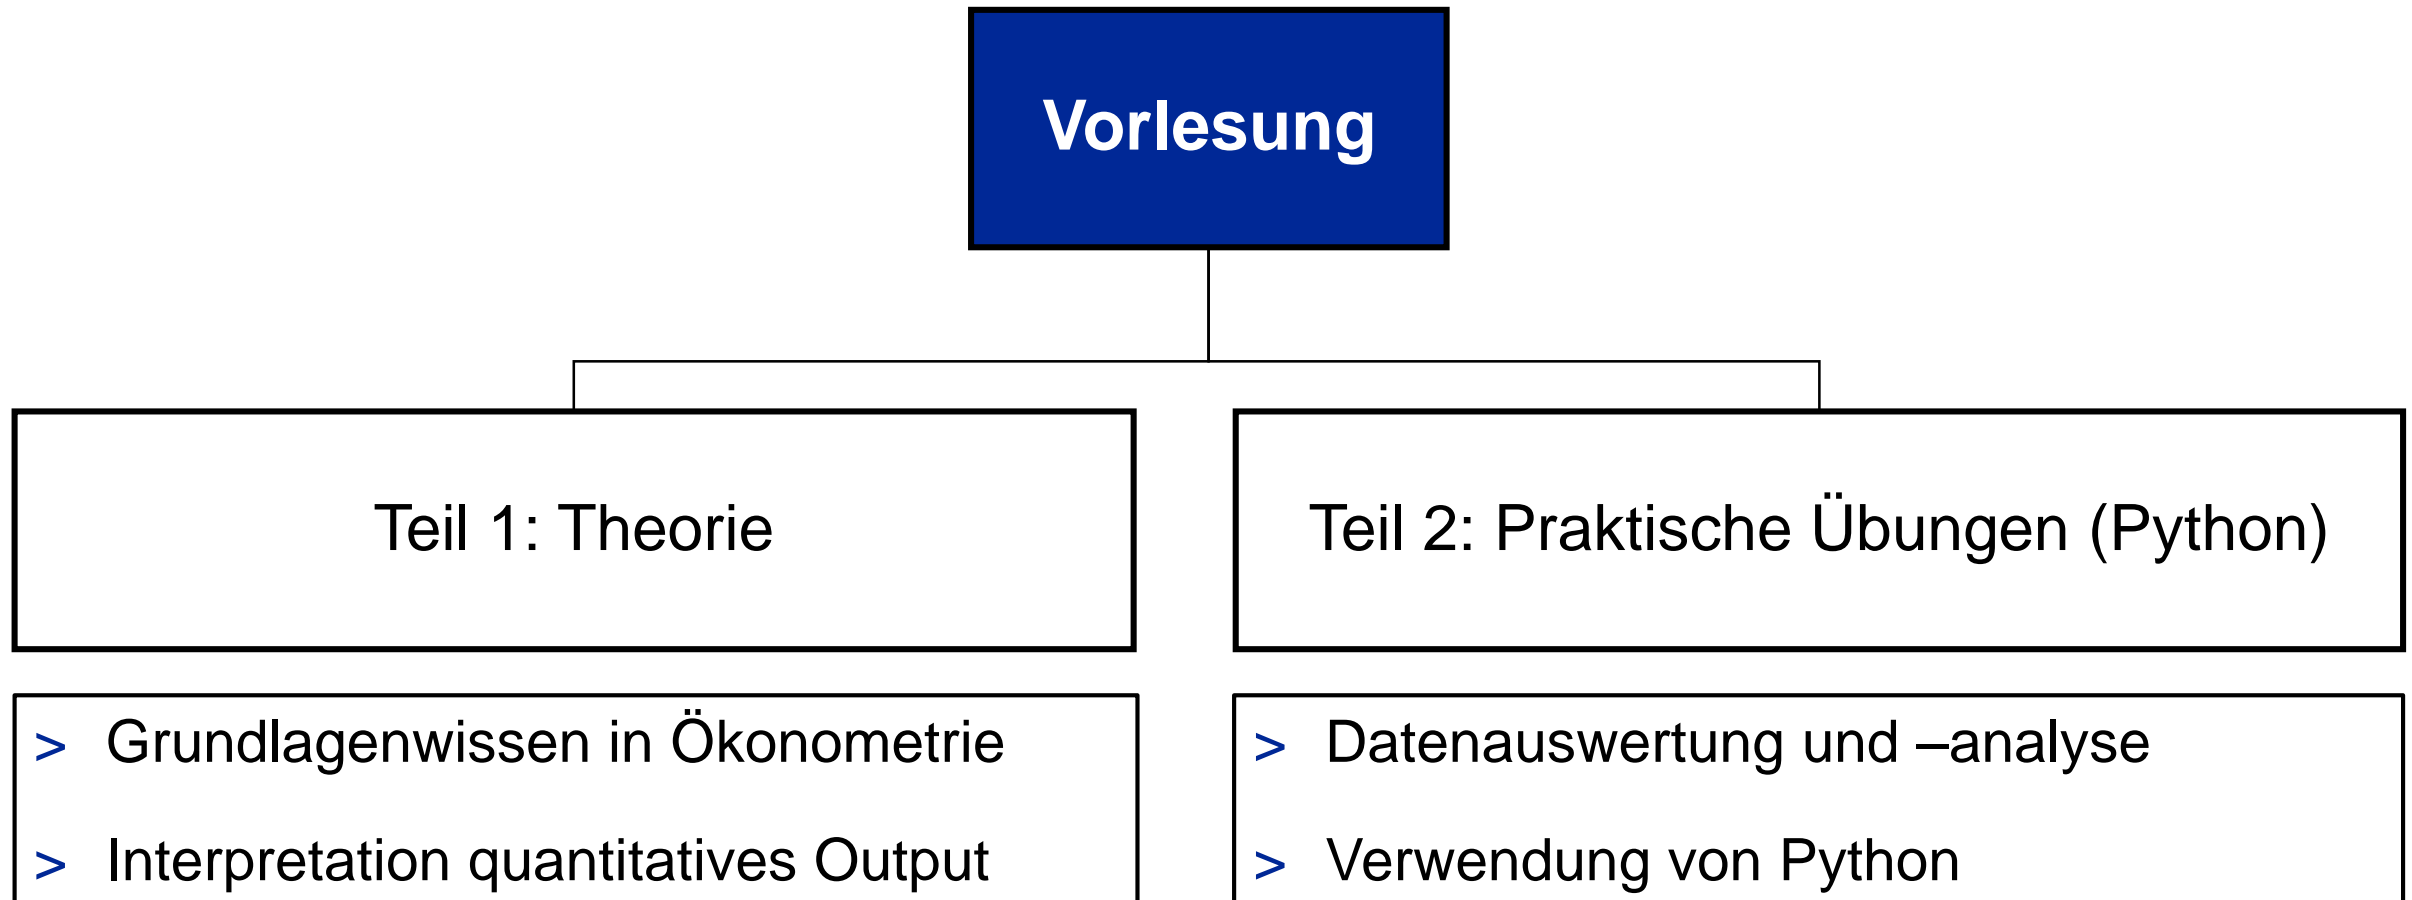 Vorlesung
Teil 1: Theorie
Teil 2: Praktische Übungen (Python)
> Grundlagenwissen in Ökonometrie
> Interpretation quantitatives Output
> Datenauswertung und –analyse
> Verwendung von Python